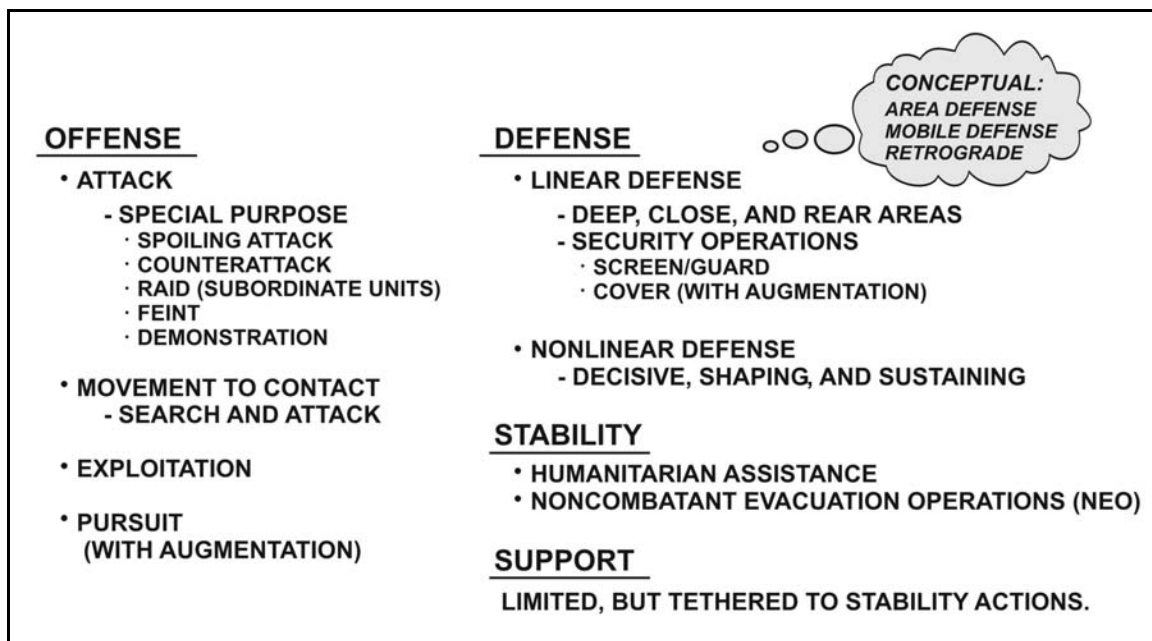 OFFENSE
• ATTACK
- SPECIAL PURPOSE
· SPOILING ATTACK
· COUNTERATTACK
· RAID (SUBORDINATE UNITS)
· FEINT
· DEMONSTRATION
• MOVEMENT TO CONTACT
- SEARCH AND ATTACK
• EXPLOITATION
• PURSUIT
(WITH AUGMENTATION)
CONCEPTUAL:
AREA DEFENSE
MOBILE DEFENSE
RETROGRADE
DEFENSE
• LINEAR DEFENSE
- DEEP, CLOSE, AND REAR AREAS
- SECURITY OPERATIONS
· SCREEN/GUARD
· COVER (WITH AUGMENTATION)
• NONLINEAR DEFENSE
- DECISIVE, SHAPING, AND SUSTAINING
STABILITY
• HUMANITARIAN ASSISTANCE
• NONCOMBATANT EVACUATION OPERATIONS (NEO)
SUPPORT
LIMITED, BUT TETHERED TO STABILITY ACTIONS.